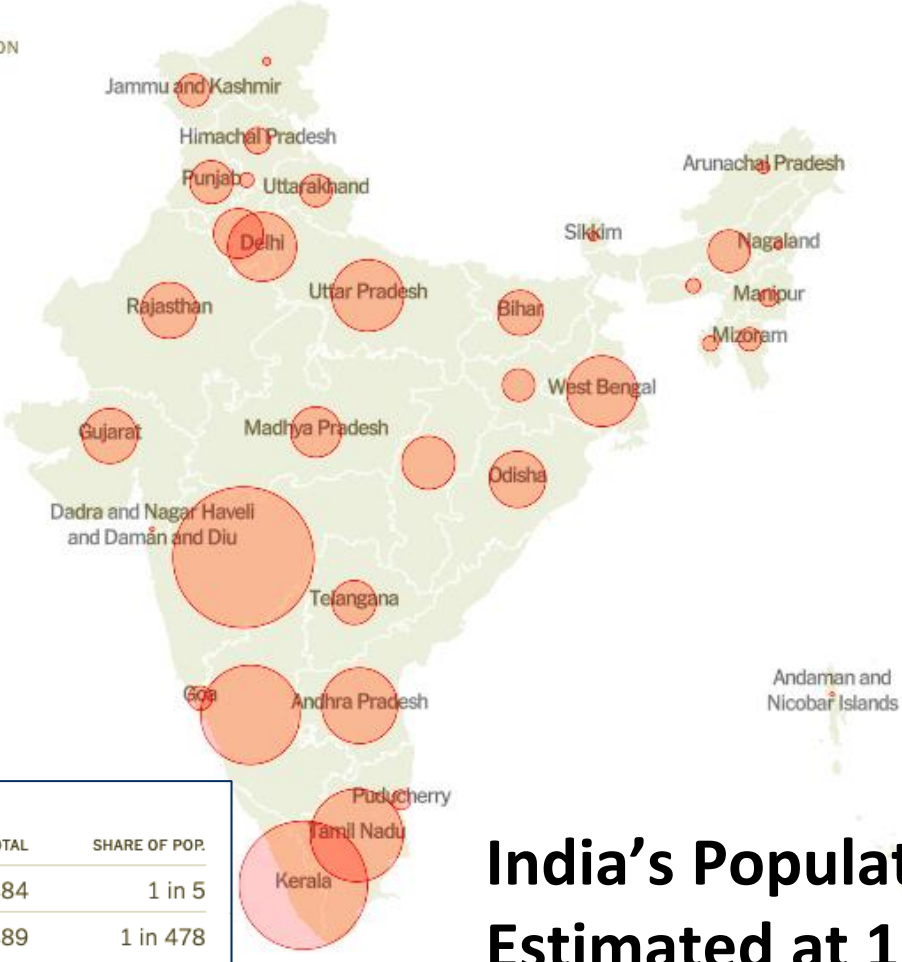 ON
Jammu and Kashmir
Himachal Pradesh
Arunachal Pradesh
Punjab
Uttarakhand
Sikkim
Nagaland
Delhi
Uttar Pradesh
Manipur
Rajasthan
Bihar
Mizoram
West Bengal
Gujarat
Madhya Pradesh
Odisha
Dadra and Nagar Haveli
and Daman and Diu
Telangana
Andaman and
Nicobar Islands
Goa
Andhra Pradesh
Puducherry
Tamil Nadu
Kerala
OTAL SHARE OF POP.
84 1 in 5
89 1 in 478
India’s Populat
Estimated at 1